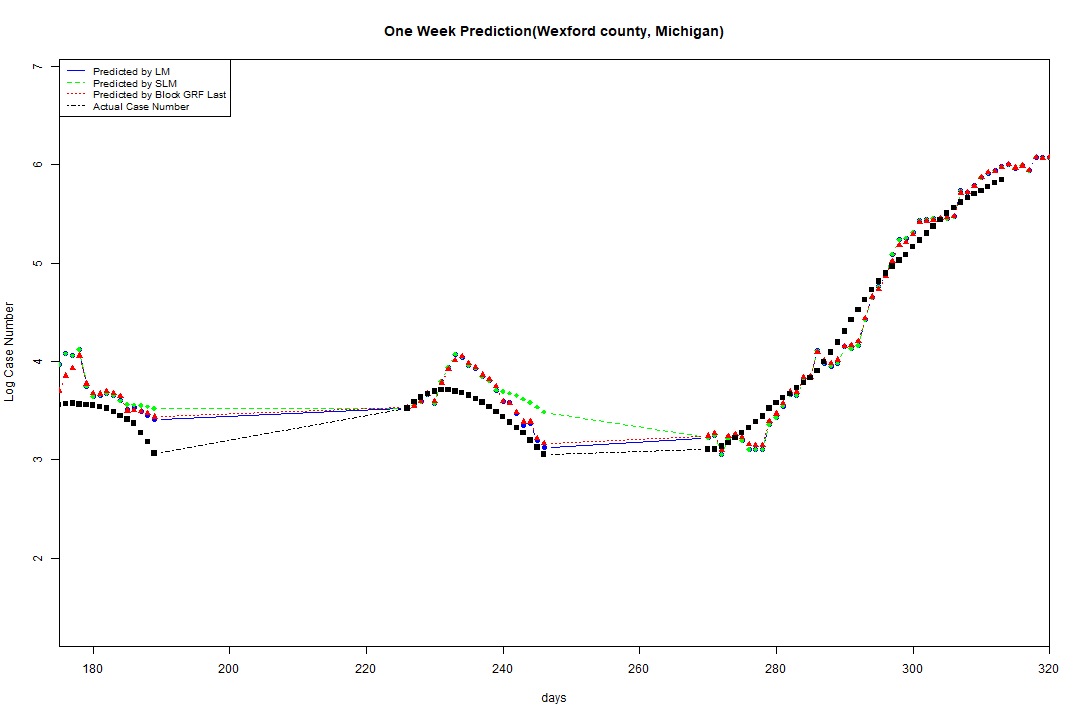 One Week Prediction(Wexford county, Michigan)
Predicted by LM
Predicted by SLM
Predicted by Block GRF Last
Actual Case Number
7
6
5
4
3
2
Log Case Number
180 200 220 240 260 280 300 320
days